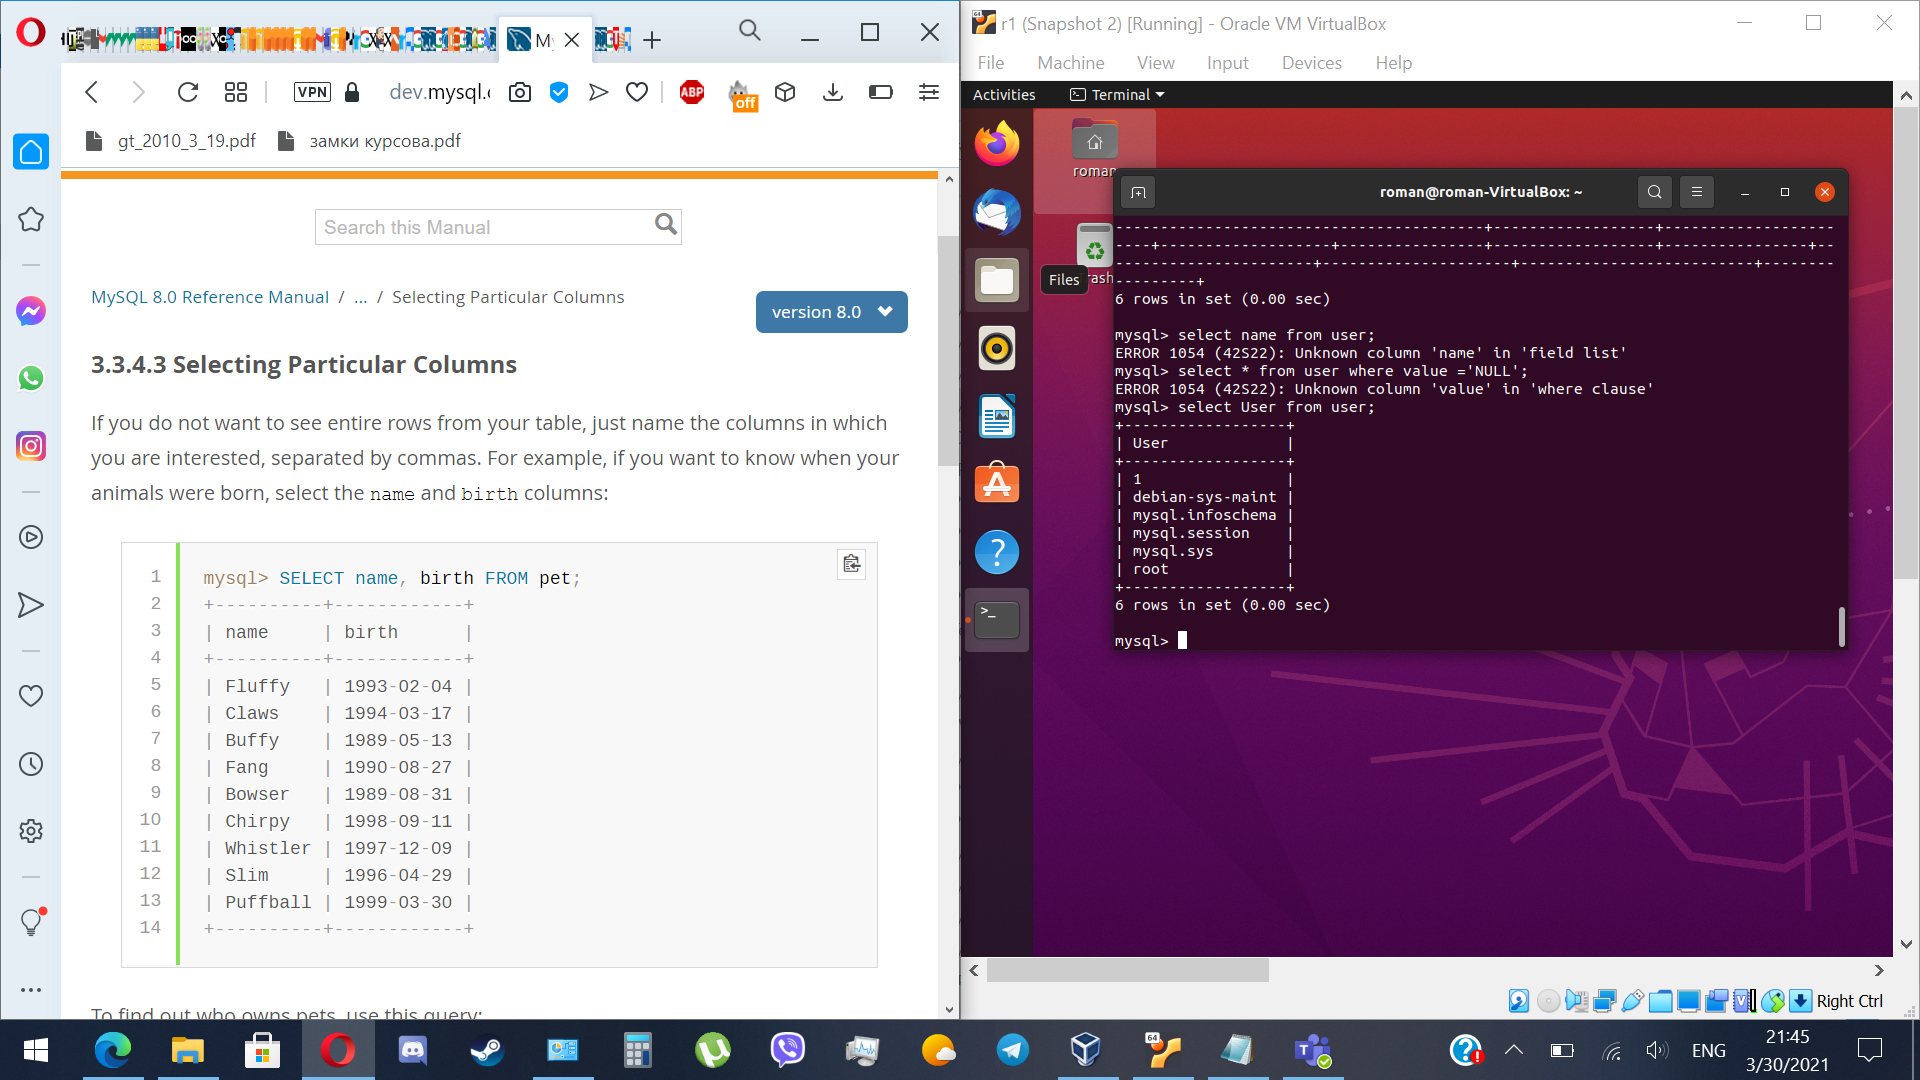 M
VPN
dev.mysql.c
ABP
off
gt_2010_3_19.pdf
замки курсова.pdf
Search this Manual
MySQL 8.0 Reference Manual / ... / Selecting Particular Columns
version 8.0
3.3.4.3 Selecting Particular Columns
If you do not want to see entire rows from your table, just name the columns in which
you are interested, separated by commas. For example, if you want to know when your
animals were born, select the name and birth columns:
1 mysql> SELECT name, birth FROM pet;
2 +----------+------------+
3 | name     | birth      |
4 +----------+------------+
5 | Fluffy   | 1993-02-04 |
6 | Claws    | 1994-03-17 |
7 | Buffy    | 1989-05-13 |
8 | Fang     | 1990-08-27 |
9 | Bowser   | 1989-08-31 |
10 | Chirpy   | 1998-09-11 |
11 | Whistler | 1997-12-09 |
12 | Slim     | 1996-04-29 |
13 | Puffball | 1999-03-30 |
14 +----------+------------+
To find out who owns pets, use this query:
r1 (Snapshot 2) [Running] - Oracle VM VirtualBox
File Machine View Input Devices Help
Activities
Terminal
roman
Files
ash
roman@roman-VirtualBox: ~
6 rows in set (0.00 sec)
mysql> select name from user;
ERROR 1054 (42S22): Unknown column 'name' in 'field list'
mysql> select * from user where value ='NULL';
ERROR 1054 (42S22): Unknown column 'value' in 'where clause'
mysql> select User from user;
+------------------+
| User             |
+------------------+
| 1                |
| debian-sys-maint |
| mysql.infoschema |
| mysql.session    |
| mysql.sys        |
| root             |
+------------------+
6 rows in set (0.00 sec)
mysql>
Right Ctrl
64
ENG
21:45
3/30/2021